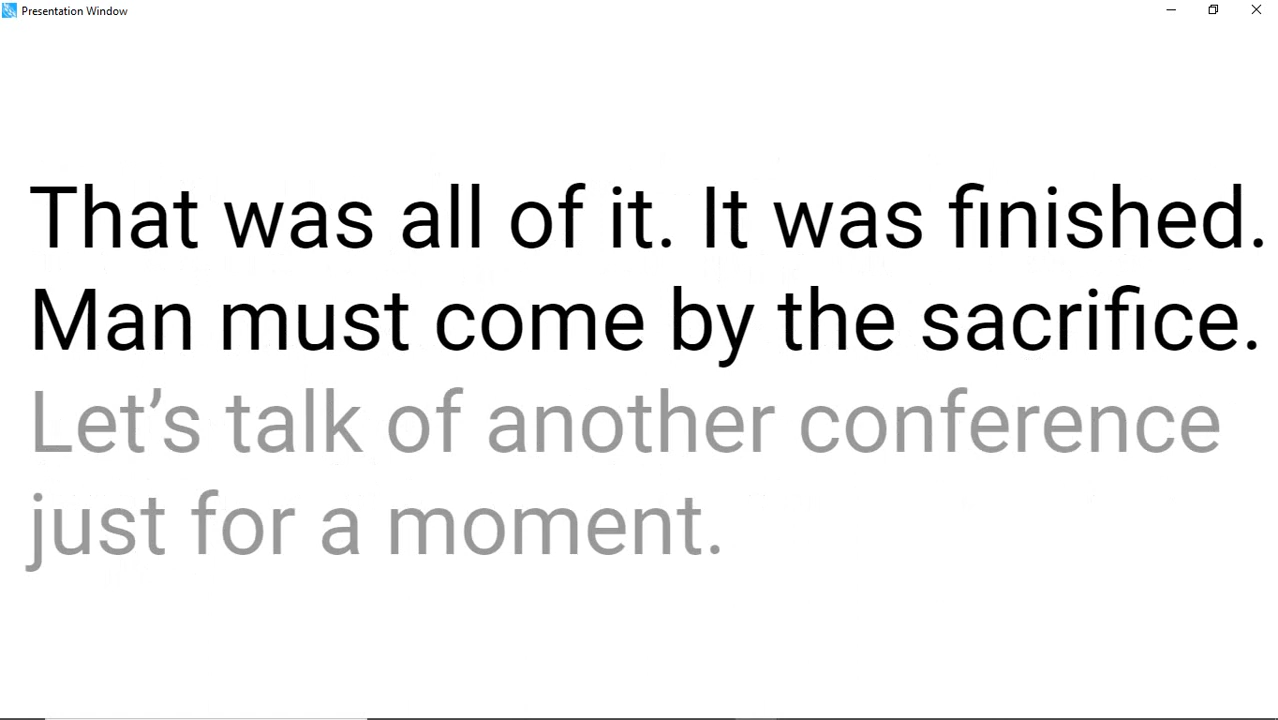 Presentation Window
That was all of it. It was finished.
Man must come by the sacrifice.
Let’s talk of another conference
just for a moment.